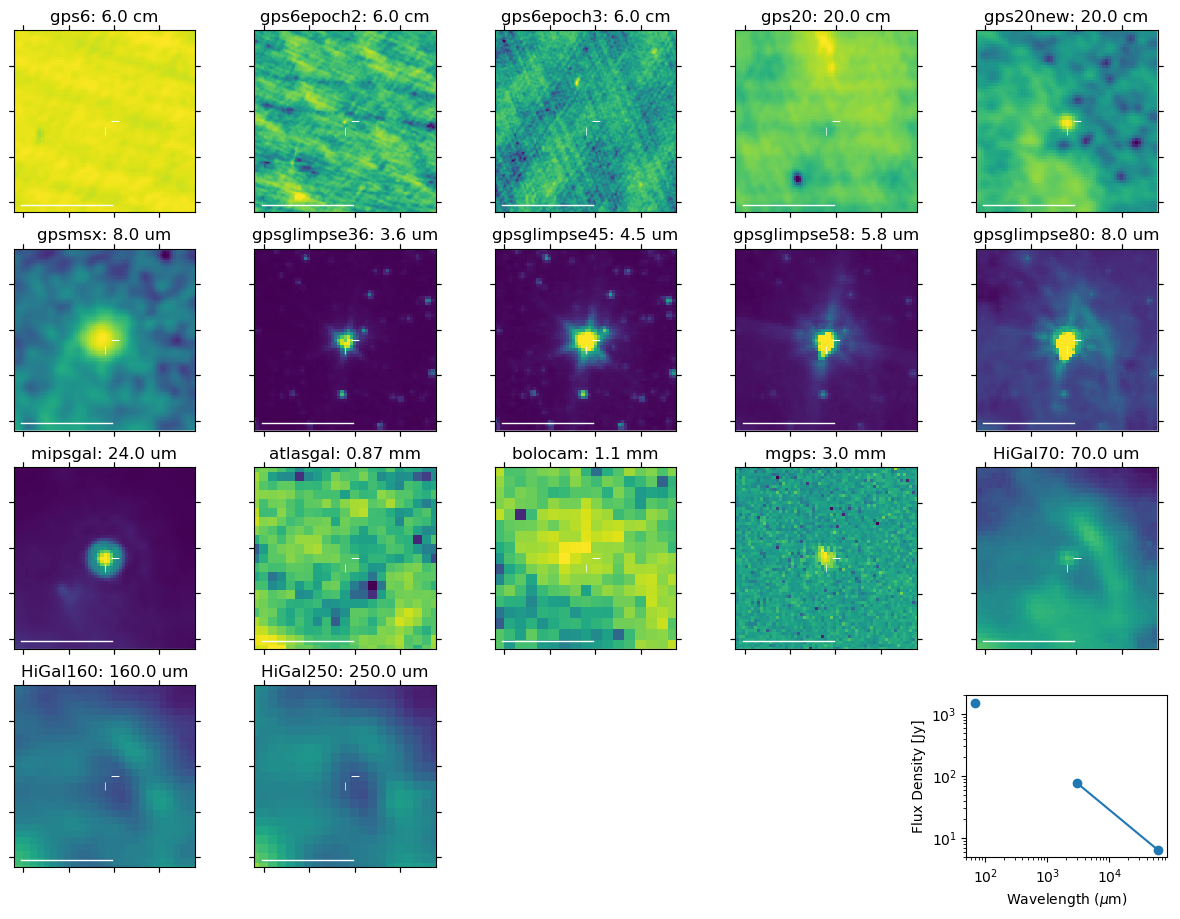 gps6: 6.0 cm
gps6epoch2: 6.0 cm
gps6epoch3: 6.0 cm
gps20: 20.0 cm
gps20new: 20.0 cm
gpsmsx: 8.0 um
gpsglimpse36: 3.6 um
gpsglimpse45: 4.5 um
gpsglimpse58: 5.8 um
gpsglimpse80: 8.0 um
mipsgal: 24.0 um
atlasgal: 0.87 mm
bolocam: 1.1 mm
mgps: 3.0 mm
HiGal70: 70.0 um
HiGal160: 160.0 um
HiGal250: 250.0 um
Flux Density [Jy]
10³
10²
10¹
10²
10³
10⁴
Wavelength (μm)